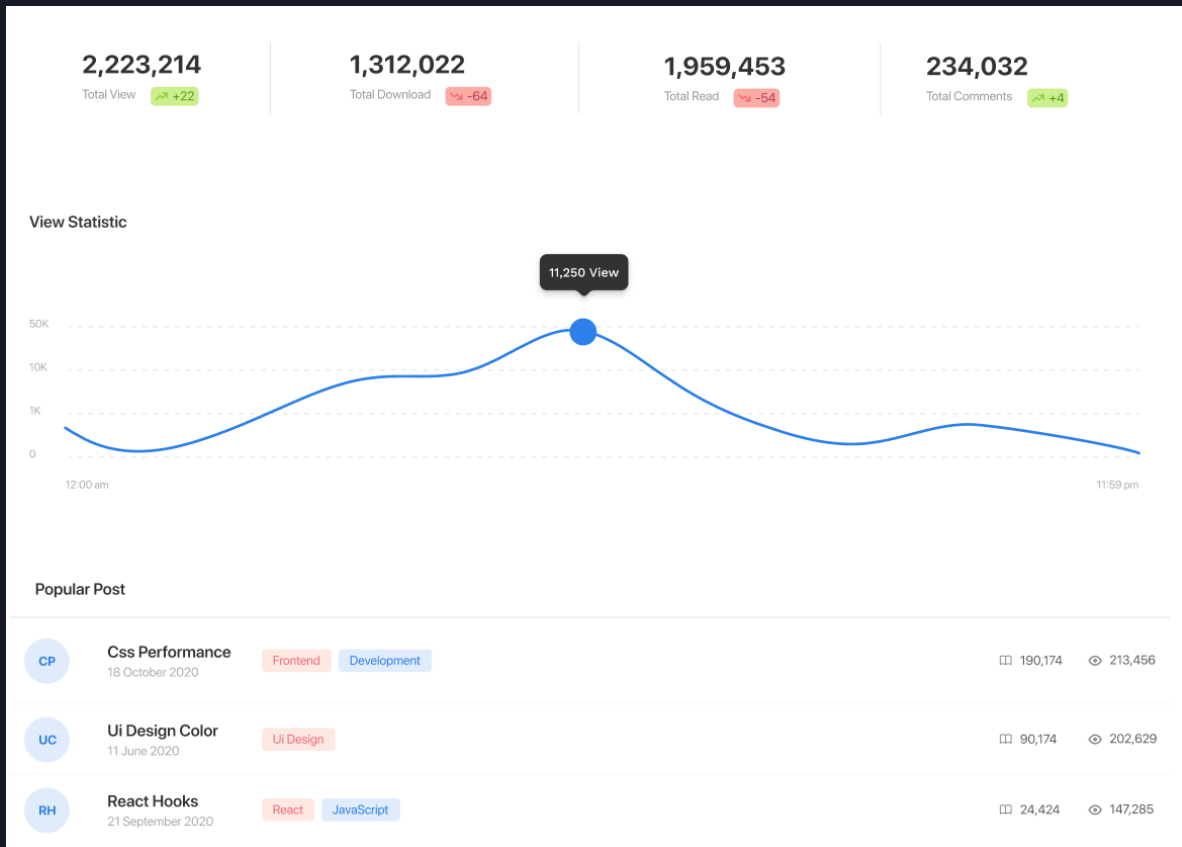 2,223,214 1,312,022 1,959,453 234,032
Total View +22 Total Download -64 Total Read -54 Total Comments +4
View Statistic
11,250 View
50K
10K
1K
0
12:00 am 11:59 pm
Popular Post
CP Css Performance Frontend Development 190,174 213,456
18 October 2020
UC Ui Design Color Ui Design 90,174 202,629
11 June 2020
RH React Hooks React JavaScript 24,424 147,285
21 September 2020